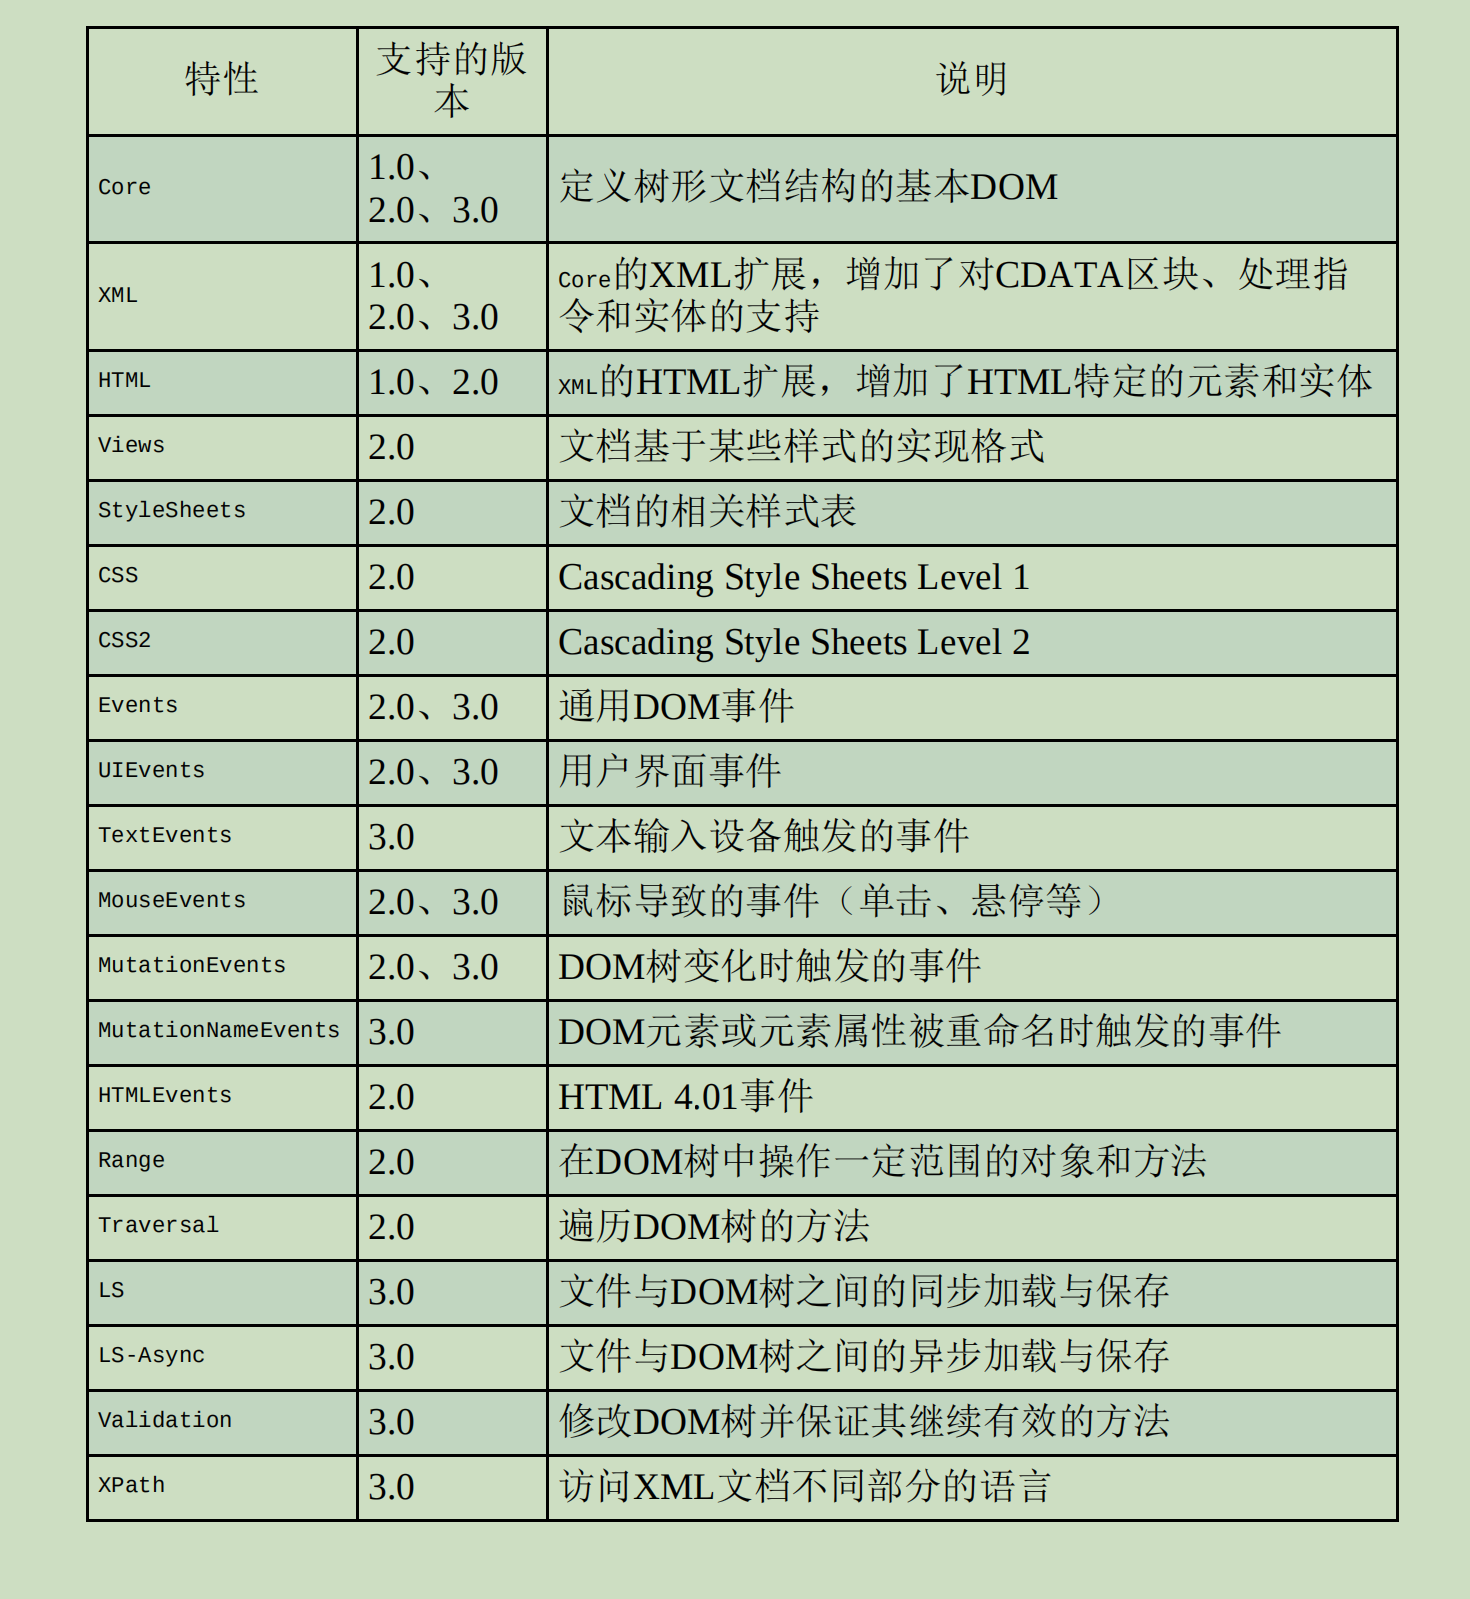 特性
支持的版
本
说明
Core
1.0、
2.0、3.0
定义树形文档结构的基本DOM
XML
1.0、
2.0、3.0
Core的XML扩展，增加了对CDATA区块、处理指
令和实体的支持
HTML
1.0、2.0
XML的HTML扩展，增加了HTML特定的元素和实体
Views
2.0
文档基于某些样式的实现格式
StyleSheets
2.0
文档的相关样式表
CSS
2.0
Cascading Style Sheets Level 1
CSS2
2.0
Cascading Style Sheets Level 2
Events
2.0、3.0
通用DOM事件
UIEvents
2.0、3.0
用户界面事件
TextEvents
3.0
文本输入设备触发的事件
MouseEvents
2.0、3.0
鼠标导致的事件（单击、悬停等）
MutationEvents
2.0、3.0
DOM树变化时触发的事件
MutationNameEvents
3.0
DOM元素或元素属性被重命名时触发的事件
HTMLEvents
2.0
HTML 4.01事件
Range
2.0
在DOM树中操作一定范围的对象和方法
Traversal
2.0
遍历DOM树的方法
LS
3.0
文件与DOM树之间的同步加载与保存
LS-Async
3.0
文件与DOM树之间的异步加载与保存
Validation
3.0
修改DOM树并保证其继续有效的方法
XPath
3.0
访问XML文档不同部分的语言